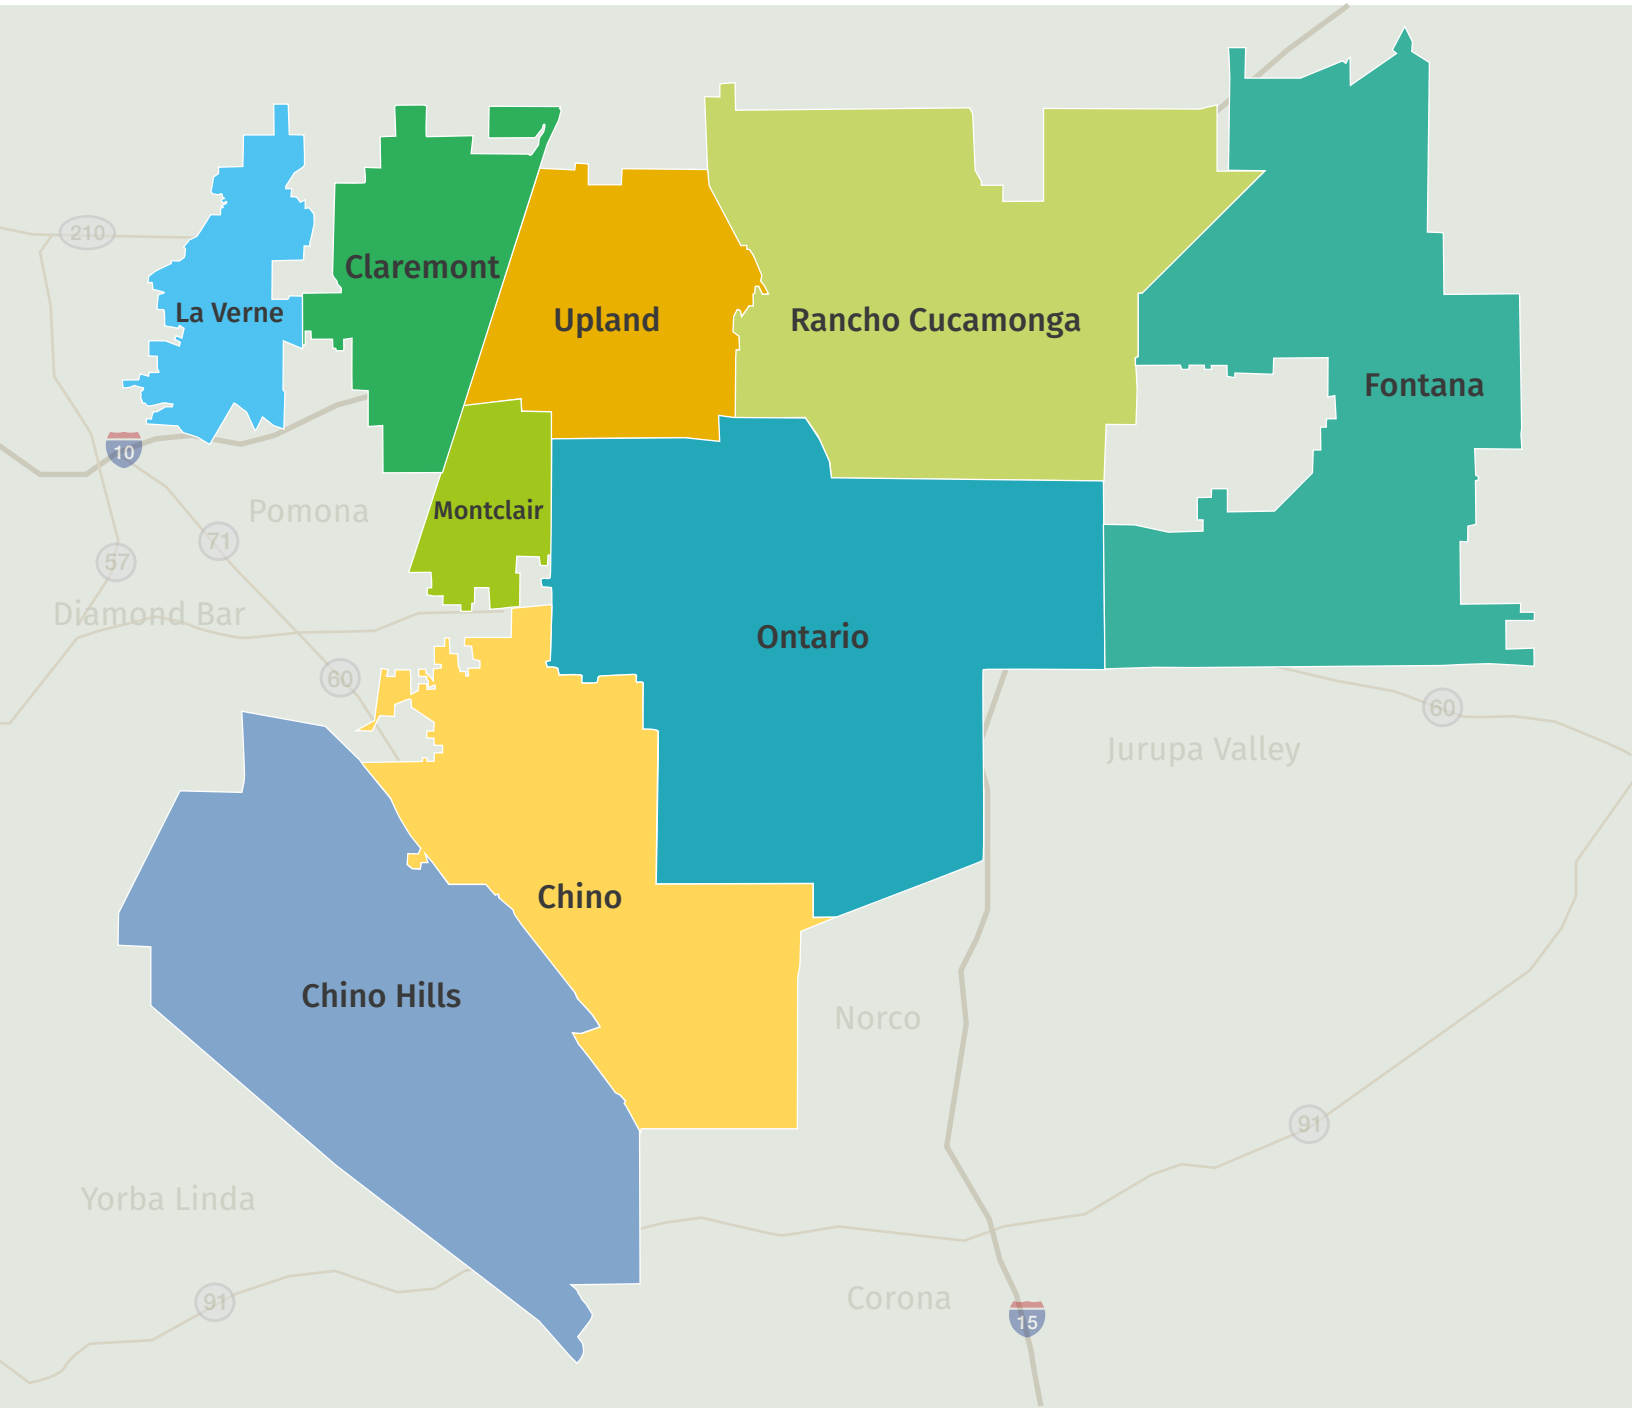 210
Claremont
La Verne
Upland
Rancho Cucamonga
Fontana
10
Pomona
Montclair
71
57
Diamond Bar
Ontario
60
60
Jurupa Valley
Chino
Chino Hills
Norco
91
Yorba Linda
91
Corona
15